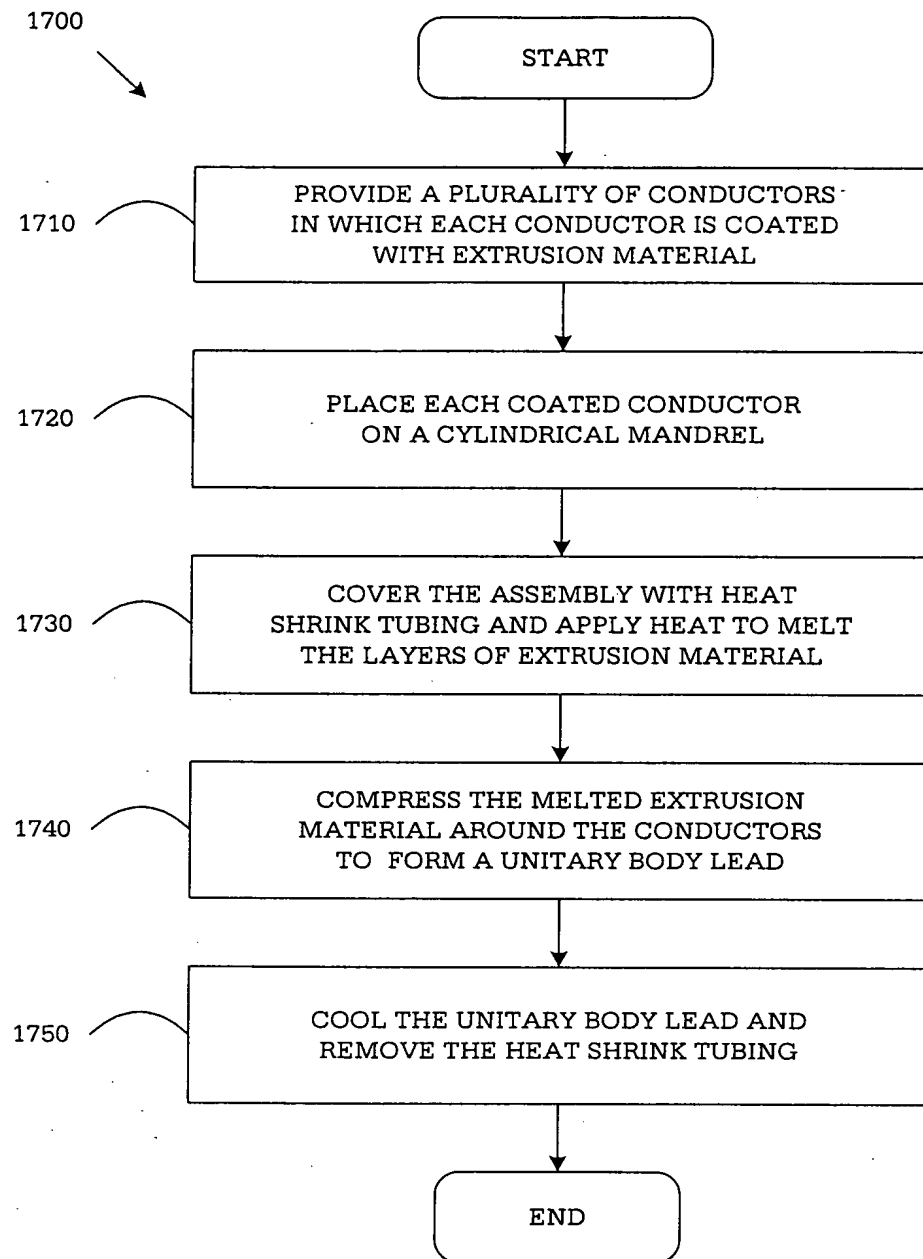 1700
START
1710
PROVIDE A PLURALITY OF CONDUCTORS
IN WHICH EACH CONDUCTOR IS COATED
WITH EXTRUSION MATERIAL
1720
PLACE EACH COATED CONDUCTOR
ON A CYLINDRICAL MANDREL
1730
COVER THE ASSEMBLY WITH HEAT
SHRINK TUBING AND APPLY HEAT TO MELT
THE LAYERS OF EXTRUSION MATERIAL
1740
COMPRESS THE MELTED EXTRUSION
MATERIAL AROUND THE CONDUCTORS
TO FORM A UNITARY BODY LEAD
1750
COOL THE UNITARY BODY LEAD AND
REMOVE THE HEAT SHRINK TUBING
END